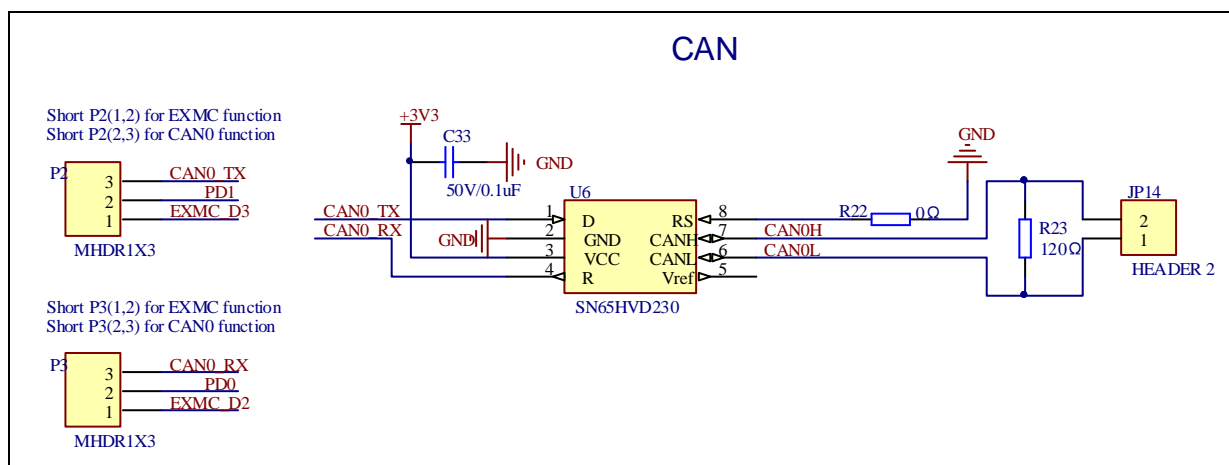 CAN
Short P2(1,2) for EXMC function
Short P2(2,3) for CAN0 function
P2
3
CAN0_TX
2
PD1
1
EXMC_D3
MHDR1X3
Short P3(1,2) for EXMC function
Short P3(2,3) for CAN0 function
P3
3
CAN0_RX
2
PD0
1
EXMC_D2
MHDR1X3
+3V3
C33
GND
50V/0.1uF
U6
CAN0_TX
1
D
CAN0_RX
GND
2
GND
3
VCC
4
R
RS
8
CANH
7
CANL
6
Vref
5
SN65HVD230
R22
0Ω
GND
CAN0H
CAN0L
R23
120Ω
JP14
2
1
HEADER 2